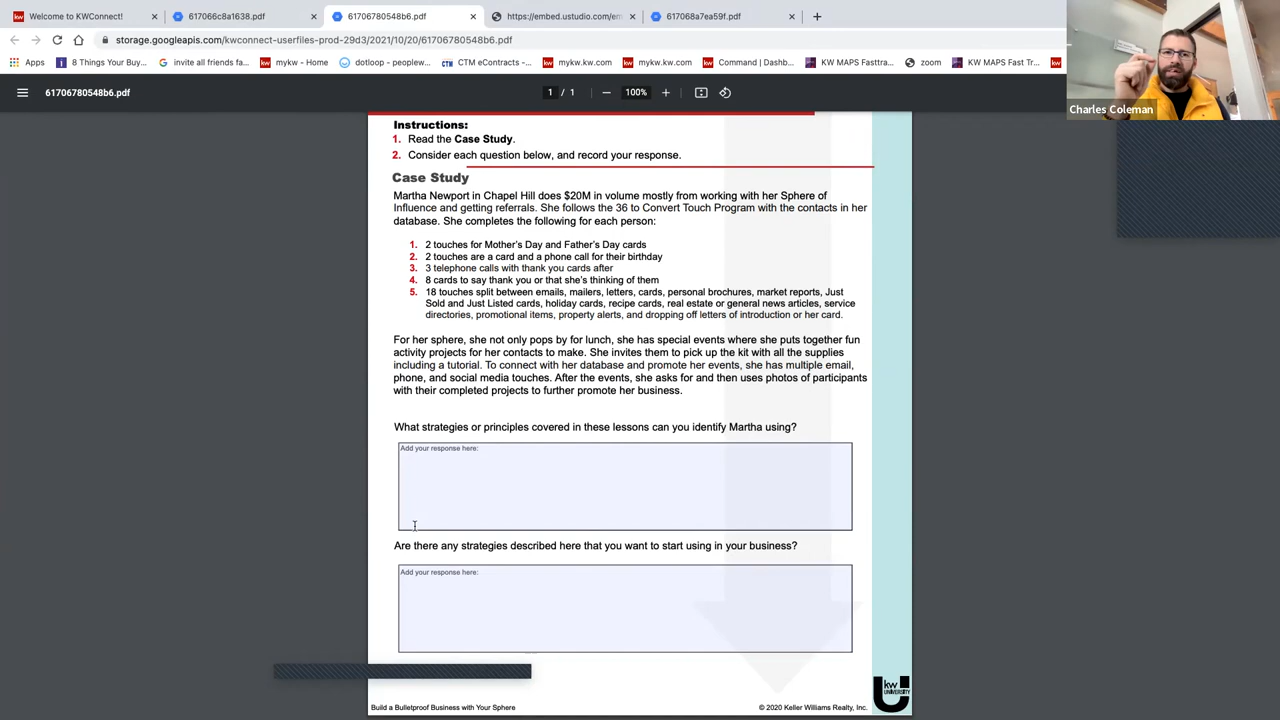 Welcome to KWConnect!
617066c8a1638.pdf
61706780548b6.pdf
https://embed.ustudio.com/em
617068a7ea59f.pdf
storage.googleapis.com/kwconnect-userfiles-prod-29d3/2021/10/20/61706780548b6.pdf
Apps
8 Things Your Buy...
invite all friends fa...
mykw - Home
dotloop - peoplew...
CTM eContracts -...
mykw.kw.com
mykw.kw.com
Command | Dashb...
KW MAPS Fasttra...
zoom
KW MAPS Fast Tr...
Charles Coleman
61706780548b6.pdf
1 / 1
100%
Instructions:
1. Read the Case Study.
2. Consider each question below, and record your response.
Case Study
Martha Newport in Chapel Hill does $20M in volume mostly from working with her Sphere of
Influence and getting referrals. She follows the 36 to Convert Touch Program with the contacts in her
database. She completes the following for each person:
1. 2 touches for Mother's Day and Father's Day cards
2. 2 touches are a card and a phone call for their birthday
3. 3 telephone calls with thank you cards after
4. 8 cards to say thank you or that she's thinking of them
5. 18 touches split between emails, mailers, letters, cards, personal brochures, market reports, Just
Sold and Just Listed cards, holiday cards, recipe cards, real estate or general news articles, service
directories, promotional items, property alerts, and dropping off letters of introduction or her card.
For her sphere, she not only pops by for lunch, she has special events where she puts together fun
activity projects for her contacts to make. She invites them to pick up the kit with all the supplies
including a tutorial. To connect with her database and promote her events, she has multiple email,
phone, and social media touches. After the events, she asks for and then uses photos of participants
with their completed projects to further promote her business.
What strategies or principles covered in these lessons can you identify Martha using?
Add your response here:
Are there any strategies described here that you want to start using in your business?
Add your response here:
kw
UNIVERSITY
Build a Bulletproof Business with Your Sphere
© 2020 Keller Williams Realty, Inc.